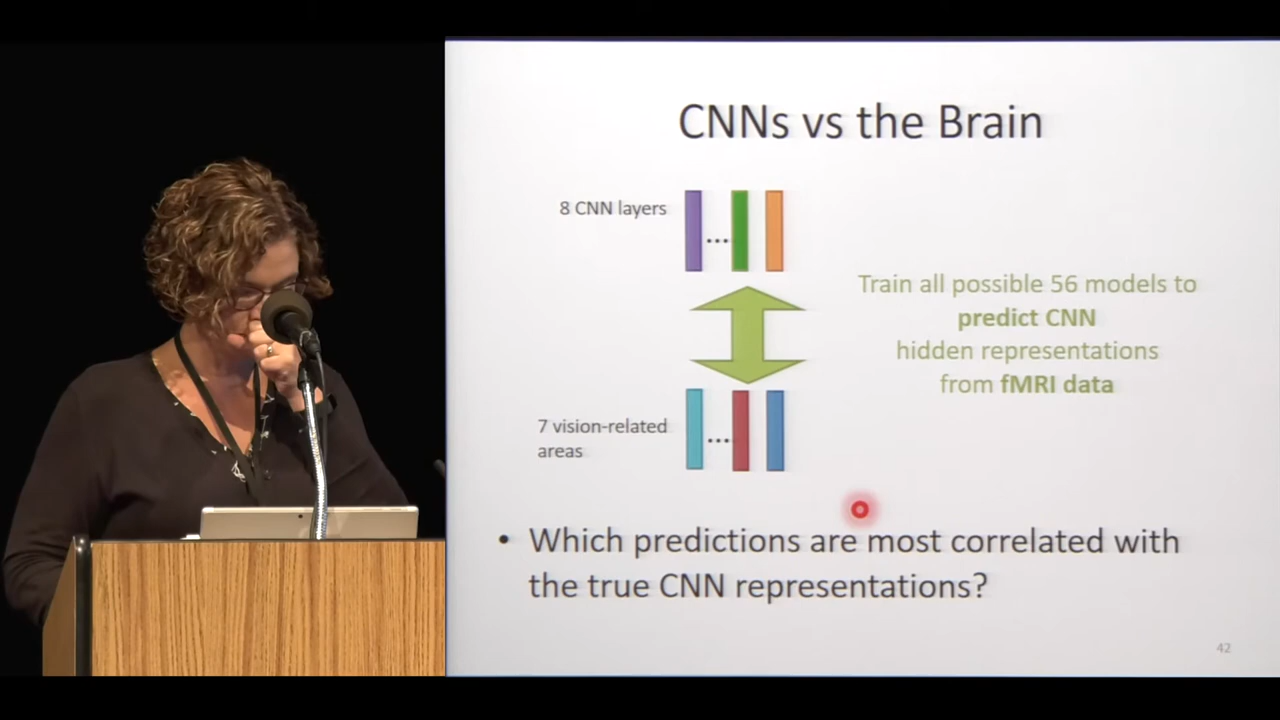 CNNs vs the Brain
8 CNN layers
...
Train all possible 56 models to
predict CNN
hidden representations
from fMRI data
7 vision-related
areas
...
• Which predictions are most correlated with
the true CNN representations?
42